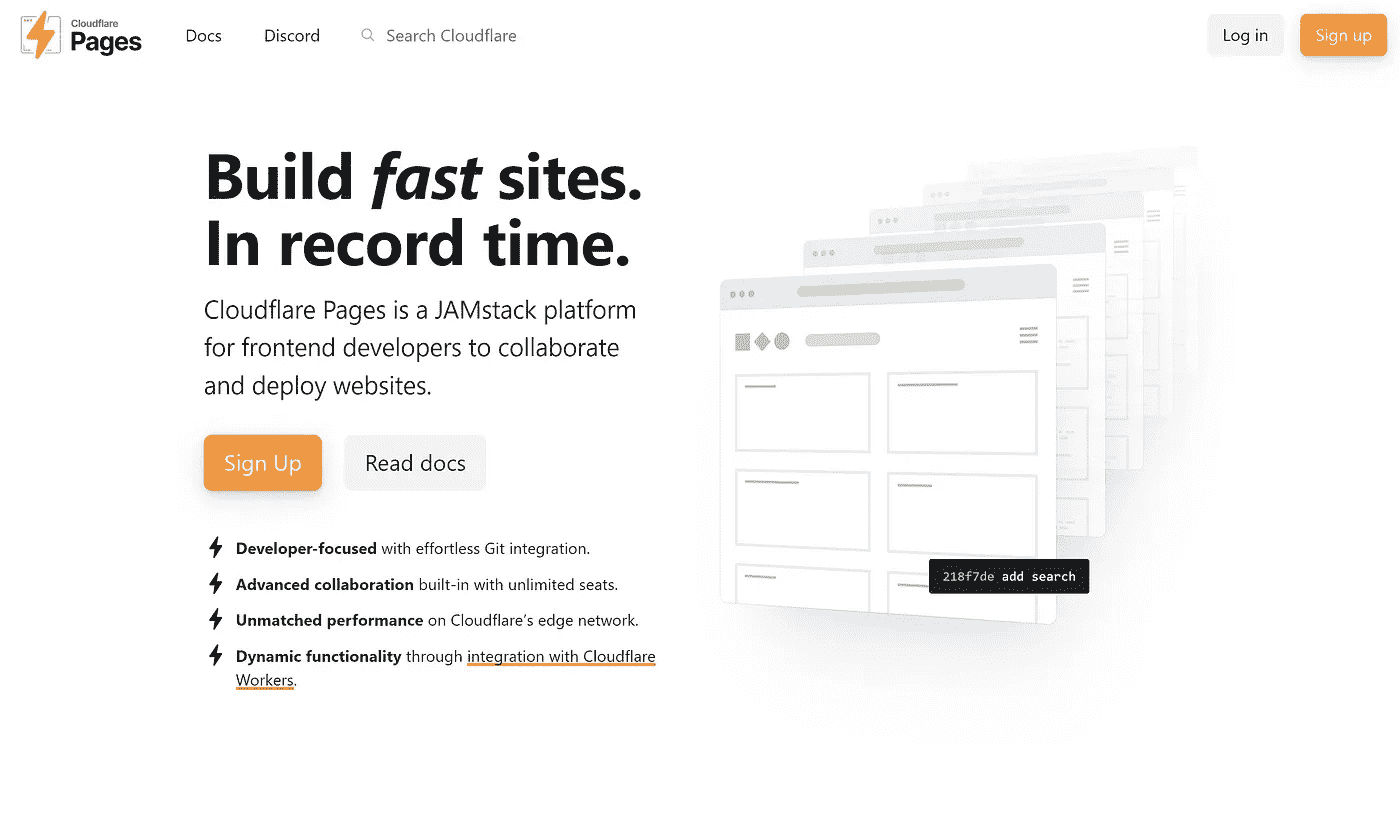 Cloudflare
Pages
Docs
Discord
Search Cloudflare
Log in
Sign up
Build fast sites.
In record time.
Cloudflare Pages is a JAMstack platform
for frontend developers to collaborate
and deploy websites.
Sign Up
Read docs
Developer-focused with effortless Git integration.
Advanced collaboration built-in with unlimited seats.
Unmatched performance on Cloudflare’s edge network.
Dynamic functionality through integration with Cloudflare
Workers.
218f7de add search